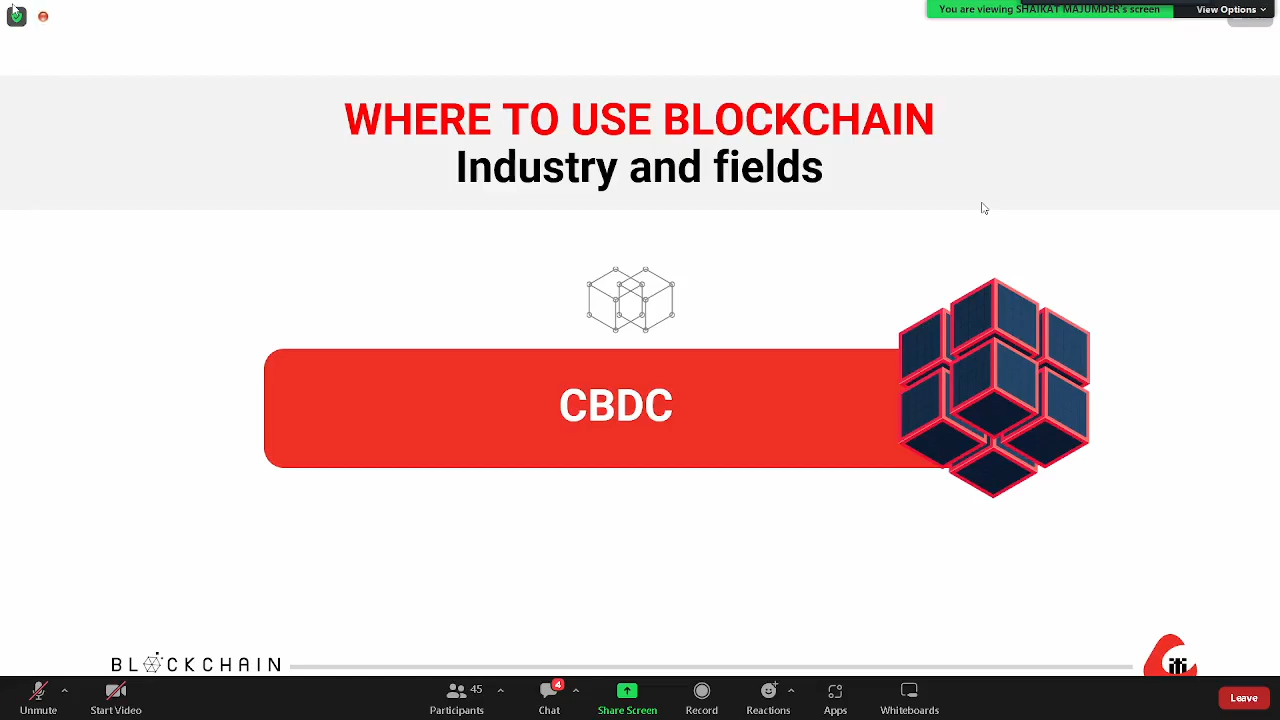 You are viewing SHAIKAT MAJUMDER's screen
View Options
WHERE TO USE BLOCKCHAIN
Industry and fields
CBDC
BLOCKCHAIN
iti
Unmute
Start Video
45
Participants
4
Chat
Share Screen
Record
Reactions
Apps
Whiteboards
Leave